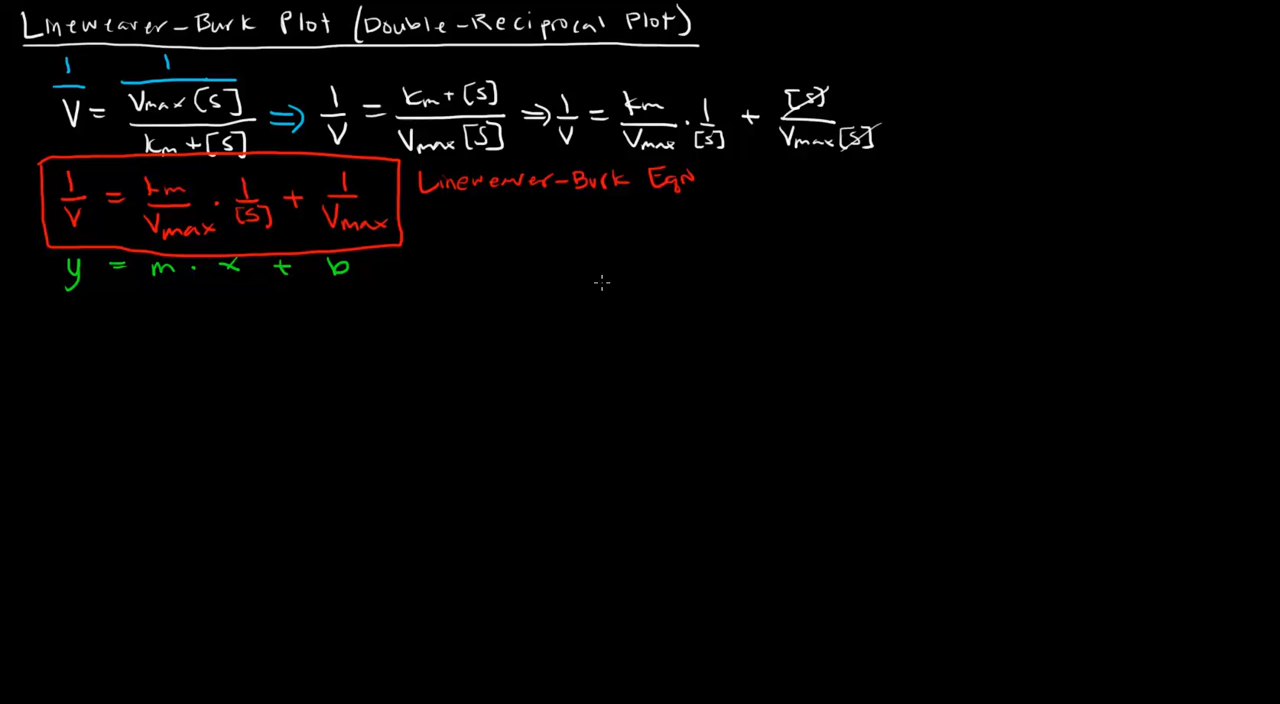 Lineweaver-Burk Plot (Double-Reciprocal Plot)
1/V = 1/(Vmax[S]/(km+[S])) ⇒ 1/V = (km+[S])/(Vmax[S]) ⇒ 1/V = km/Vmax · 1/[S] + [S]/(Vmax[S])
1/V = km/Vmax · 1/[S] + 1/Vmax Lineweaver-Burk Eqn
y = m · x + b